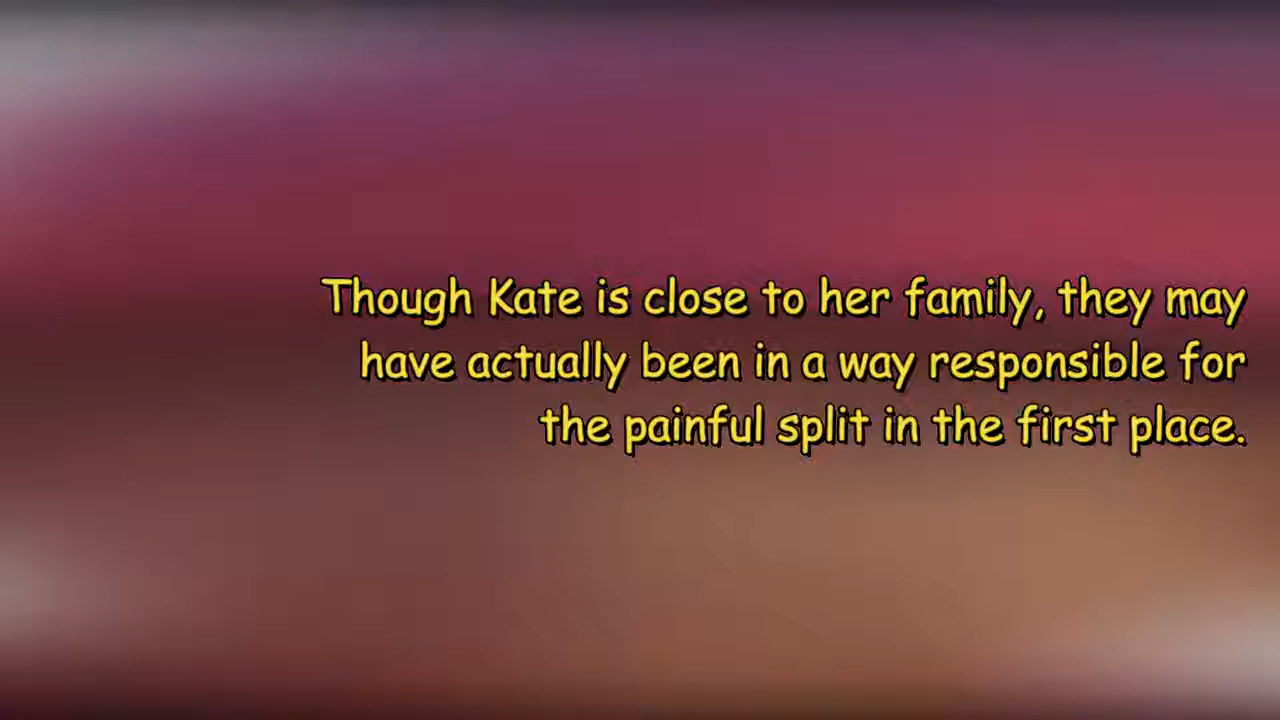 Though Kate is close to her family, they may
have actually been in a way responsible for
the painful split in the first place.